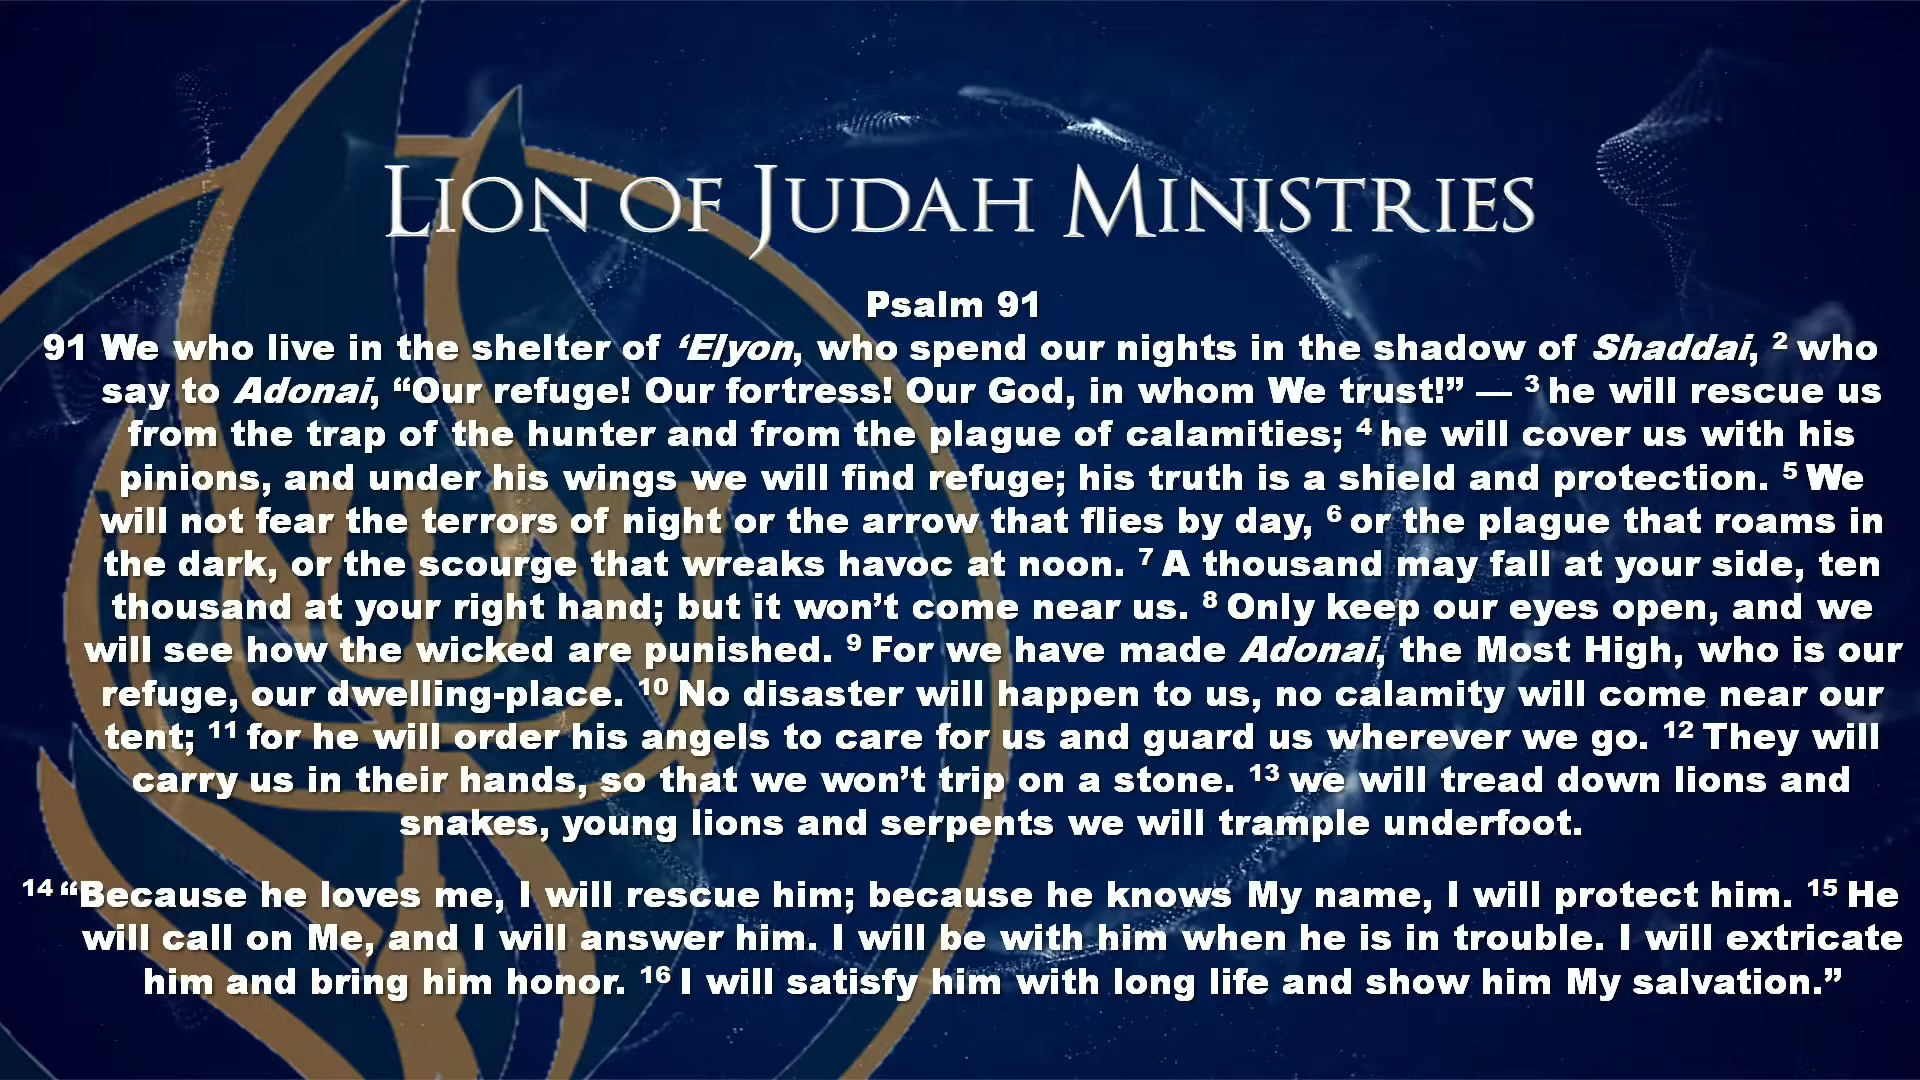 Lion of Judah Ministries
Psalm 91
91 We who live in the shelter of ‘Elyon, who spend our nights in the shadow of Shaddai, 2 who
say to Adonai, “Our refuge! Our fortress! Our God, in whom We trust!” — 3 he will rescue us
from the trap of the hunter and from the plague of calamities; 4 he will cover us with his
pinions, and under his wings we will find refuge; his truth is a shield and protection. 5 We
will not fear the terrors of night or the arrow that flies by day, 6 or the plague that roams in
the dark, or the scourge that wreaks havoc at noon. 7 A thousand may fall at your side, ten
thousand at your right hand; but it won’t come near us. 8 Only keep our eyes open, and we
will see how the wicked are punished. 9 For we have made Adonai, the Most High, who is our
refuge, our dwelling-place. 10 No disaster will happen to us, no calamity will come near our
tent; 11 for he will order his angels to care for us and guard us wherever we go. 12 They will
carry us in their hands, so that we won’t trip on a stone. 13 we will tread down lions and
snakes, young lions and serpents we will trample underfoot.
14 “Because he loves me, I will rescue him; because he knows My name, I will protect him. 15 He
will call on Me, and I will answer him. I will be with him when he is in trouble. I will extricate
him and bring him honor. 16 I will satisfy him with long life and show him My salvation.”